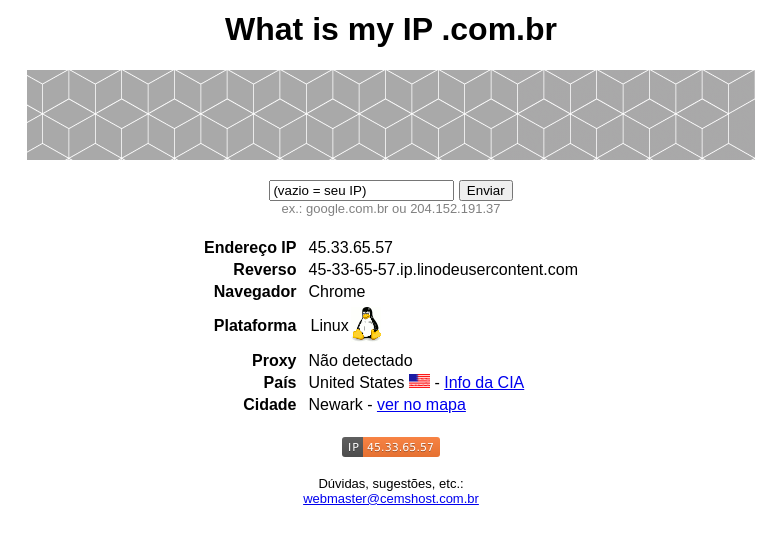 What is my IP .com.br
(vazio = seu IP) Enviar
ex.: google.com.br ou 204.152.191.37
Endereço IP 45.33.65.57
Reverso 45-33-65-57.ip.linodeusercontent.com
Navegador Chrome
Plataforma Linux
Proxy Não detectado
País United States - Info da CIA
Cidade Newark - ver no mapa
IP 45.33.65.57
Dúvidas, sugestões, etc.:
webmaster@cemshost.com.br